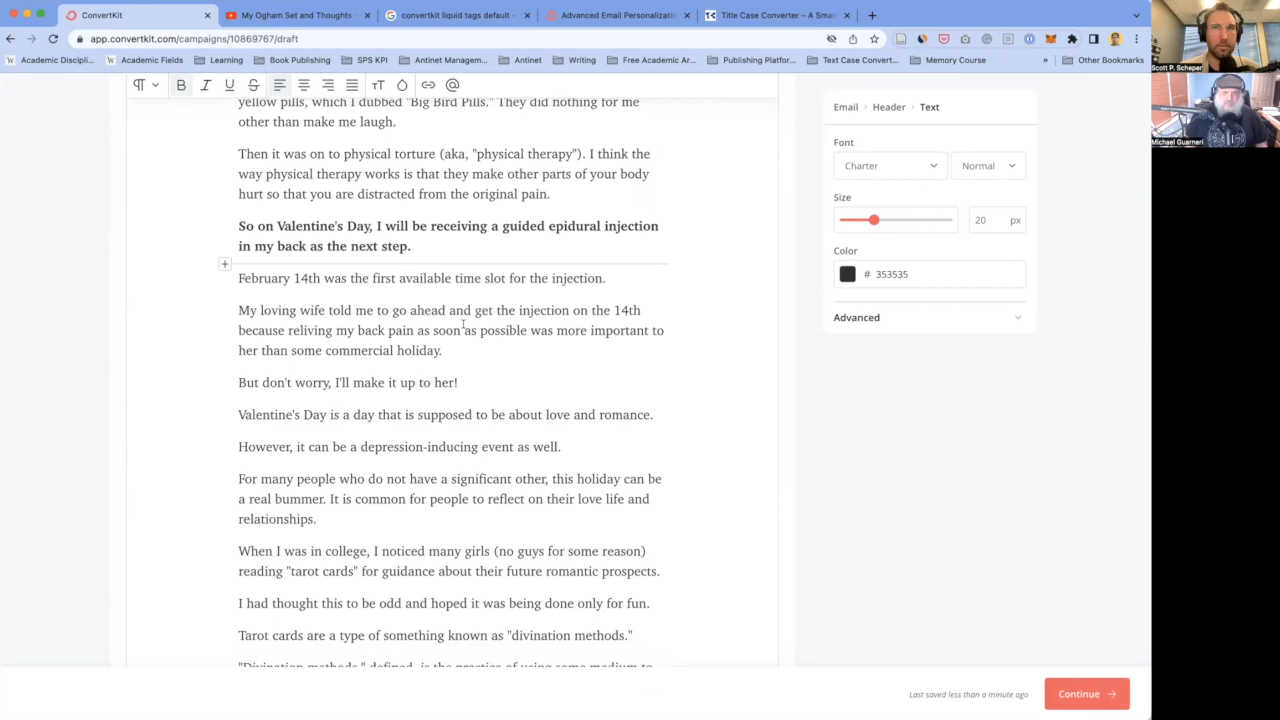 ConvertKit
My Ogham Set and Thoughts
convertkit liquid tags default -
Advanced Email Personalization
Title Case Converter – A Smart
app.convertkit.com/campaigns/10869767/draft
Academic Discipli... Academic Writing Learning Bookshop SPS KPI Antinet Managem... Antinet Writing Free Academic Ar... Publishing Platfor... Text Case Convert... Memory Course » Other Bookmarks
Scott P. Scheper
Michael Guarneri
yellow pills, which I dubbed "Big Bird Pills." They did nothing for me
other than make me laugh.
Then it was on to physical torture (aka, "physical therapy"). I think the
way physical therapy works is that they make other parts of your body
hurt so that you are distracted from the original pain.
So on Valentine's Day, I will be receiving a guided epidural injection
in my back as the next step.
February 14th was the first available time slot for the injection.
My loving wife told me to go ahead and get the injection on the 14th
because reliving my back pain as soon as possible was more important to
her than some commercial holiday.
But don't worry, I'll make it up to her!
Valentine's Day is a day that is supposed to be about love and romance.
However, it can be a depression-inducing event as well.
For many people who do not have a significant other, this holiday can be
a real bummer. It is common for people to reflect on their love life and
relationships.
When I was in college, I noticed many girls (no guys for some reason)
reading "tarot cards" for guidance about their future romantic prospects.
I had thought this to be odd and hoped it was being done only for fun.
Tarot cards are a type of something known as "divination methods."
"Divination methods," defined, is the practice of using some medium to
Email > Header > Text
Font
Charter Normal
Size
20 px
Color
# 353535
Advanced
Last saved less than a minute ago
Continue →